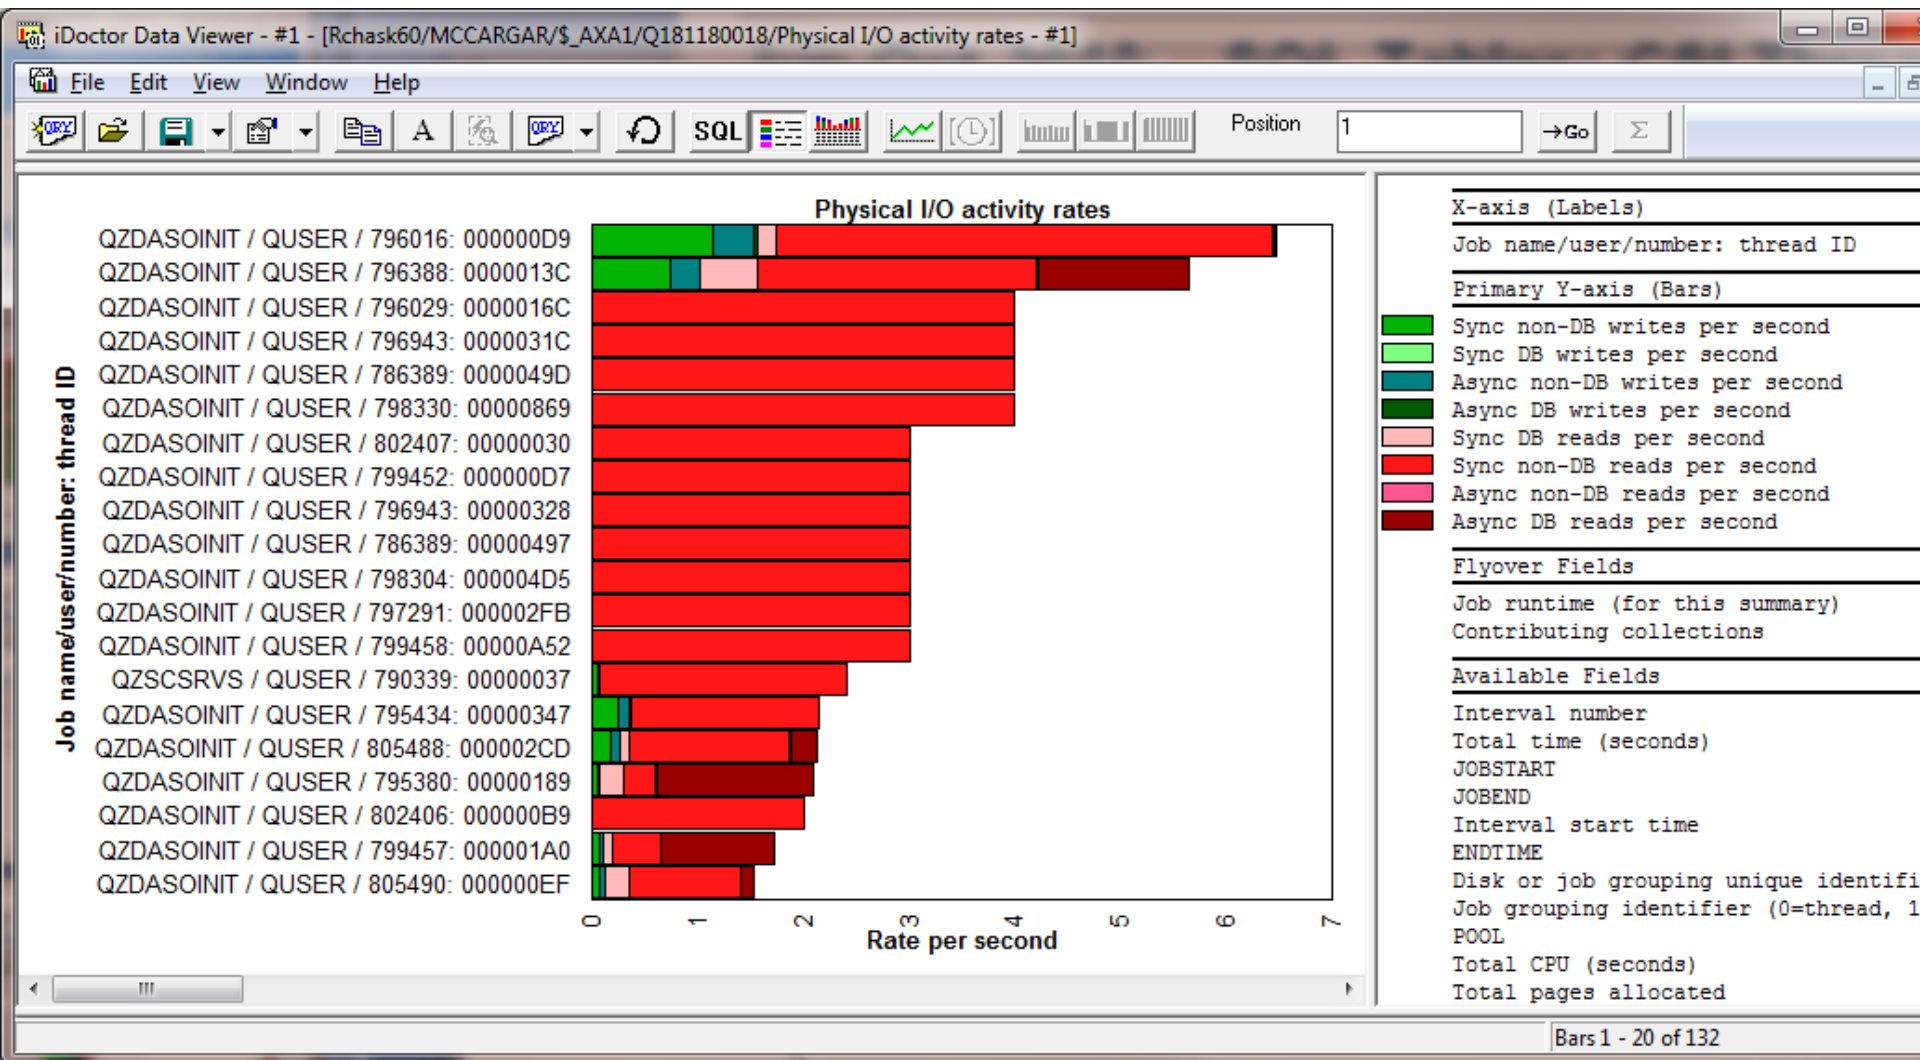 iDoctor Data Viewer - #1 - [Rchask60/MCCARGAR/$_AXA1/Q181180018/Physical I/O activity rates - #1]
File Edit View Window Help
QRY A QRY SQL Position 1 →Go Σ
Physical I/O activity rates
Job name/user/number: thread ID
QZDASOINIT / QUSER / 796016: 000000D9
QZDASOINIT / QUSER / 796388: 0000013C
QZDASOINIT / QUSER / 796029: 0000016C
QZDASOINIT / QUSER / 796943: 0000031C
QZDASOINIT / QUSER / 786389: 0000049D
QZDASOINIT / QUSER / 798330: 00000869
QZDASOINIT / QUSER / 802407: 00000030
QZDASOINIT / QUSER / 799452: 000000D7
QZDASOINIT / QUSER / 796943: 00000328
QZDASOINIT / QUSER / 786389: 00000497
QZDASOINIT / QUSER / 798304: 000004D5
QZDASOINIT / QUSER / 797291: 000002FB
QZDASOINIT / QUSER / 799458: 00000A52
QZSCSRVS / QUSER / 790339: 00000037
QZDASOINIT / QUSER / 795434: 00000347
QZDASOINIT / QUSER / 805488: 000002CD
QZDASOINIT / QUSER / 795380: 00000189
QZDASOINIT / QUSER / 802406: 000000B9
QZDASOINIT / QUSER / 799457: 000001A0
QZDASOINIT / QUSER / 805490: 000000EF
0 1 2 3 4 5 6 7
Rate per second
X-axis (Labels)
Job name/user/number: thread ID
Primary Y-axis (Bars)
Sync non-DB writes per second
Sync DB writes per second
Async non-DB writes per second
Async DB writes per second
Sync DB reads per second
Sync non-DB reads per second
Async non-DB reads per second
Async DB reads per second
Flyover Fields
Job runtime (for this summary)
Contributing collections
Available Fields
Interval number
Total time (seconds)
JOBSTART
JOBEND
Interval start time
ENDTIME
Disk or job grouping unique identifi
Job grouping identifier (0=thread, 1
POOL
Total CPU (seconds)
Total pages allocated
Bars 1 - 20 of 132